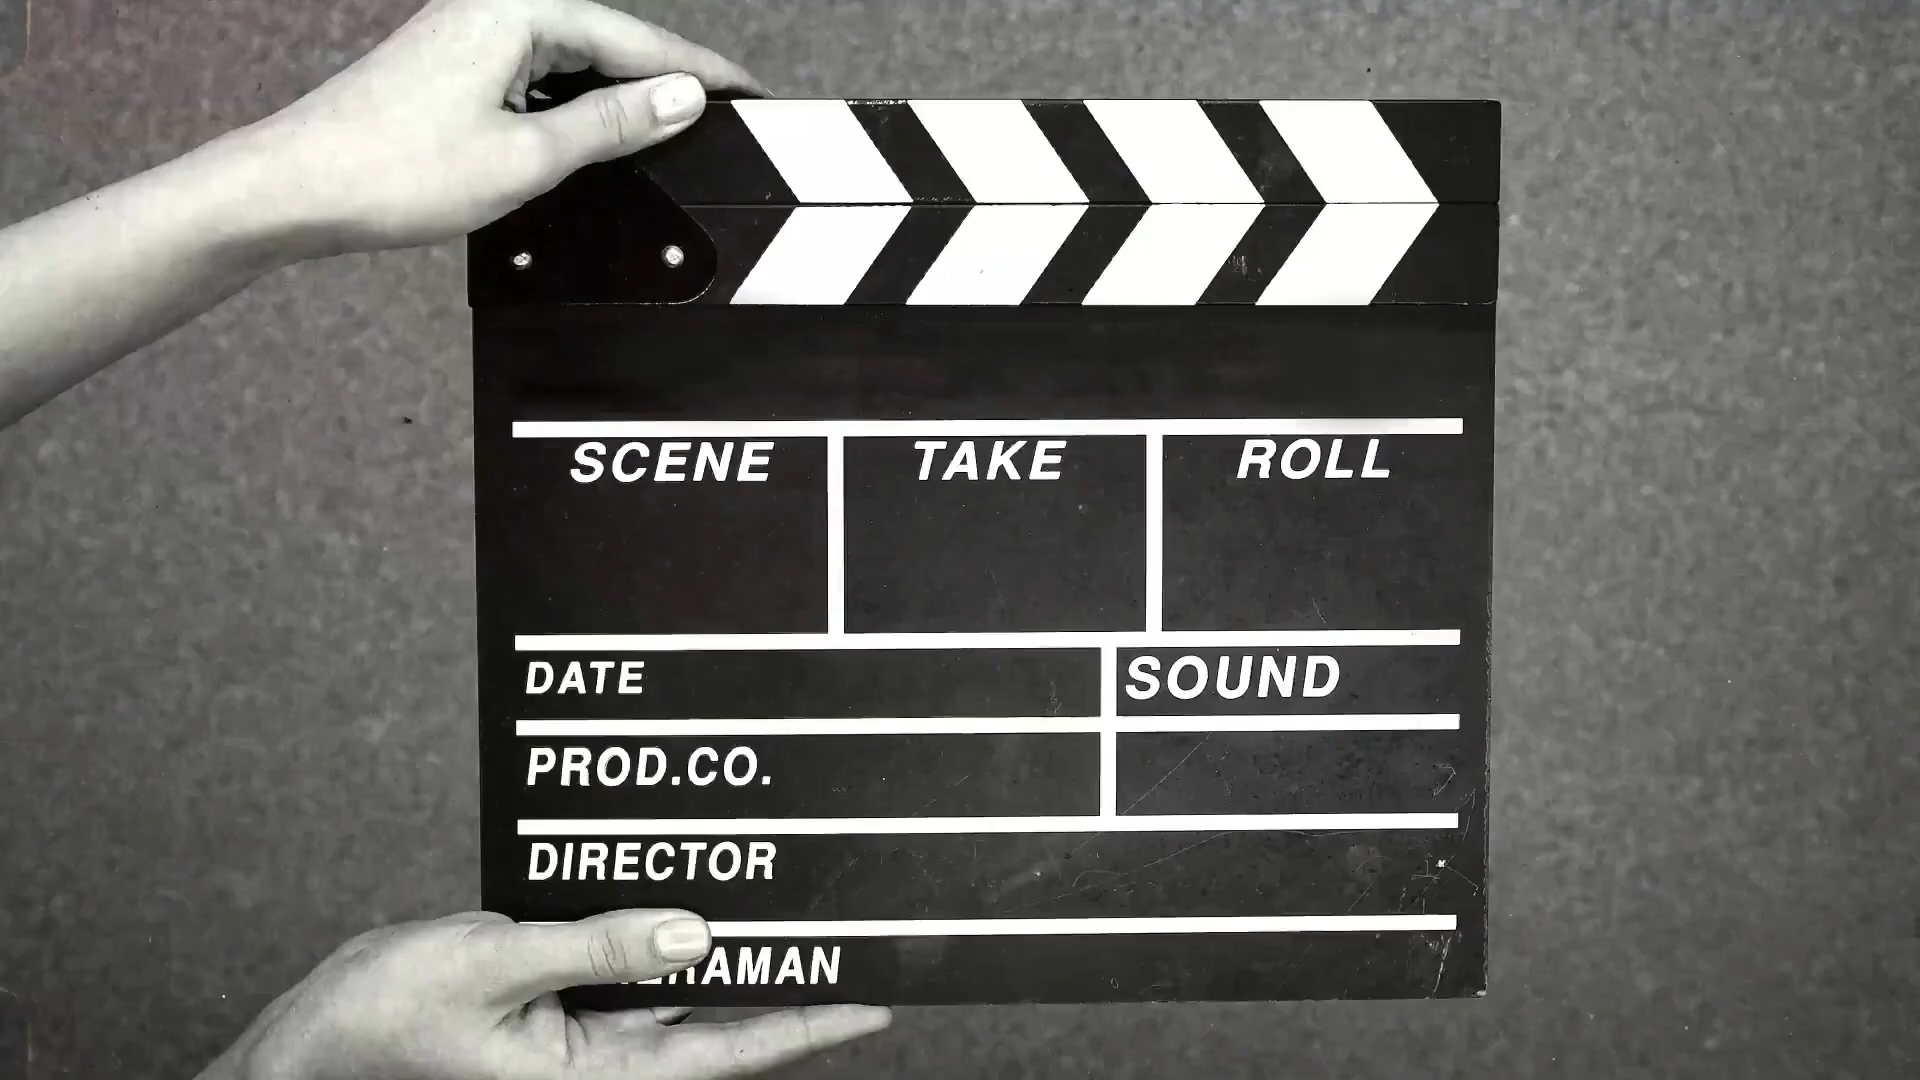 SCENE TAKE ROLL
DATE SOUND
PROD.CO.
DIRECTOR